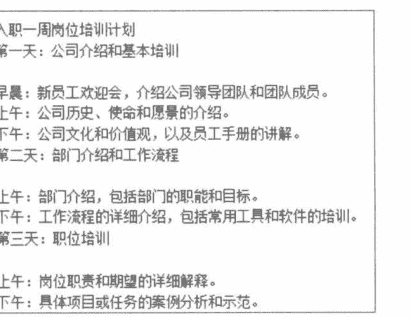 入职一周岗位培训计划
第一天：公司介绍和基本培训
早晨：新员工欢迎会，介绍公司领导团队和团队成员。
上午：公司历史、使命和愿景的介绍。
下午：公司文化和价值观，以及员工手册的讲解。
第二天：部门介绍和工作流程
上午：部门介绍，包括部门的职能和目标。
下午：工作流程的详细介绍，包括常用工具和软件的培训。
第三天：职位培训
上午：岗位职责和期望的详细解释。
下午：具体项目或任务的案例分析和示范。